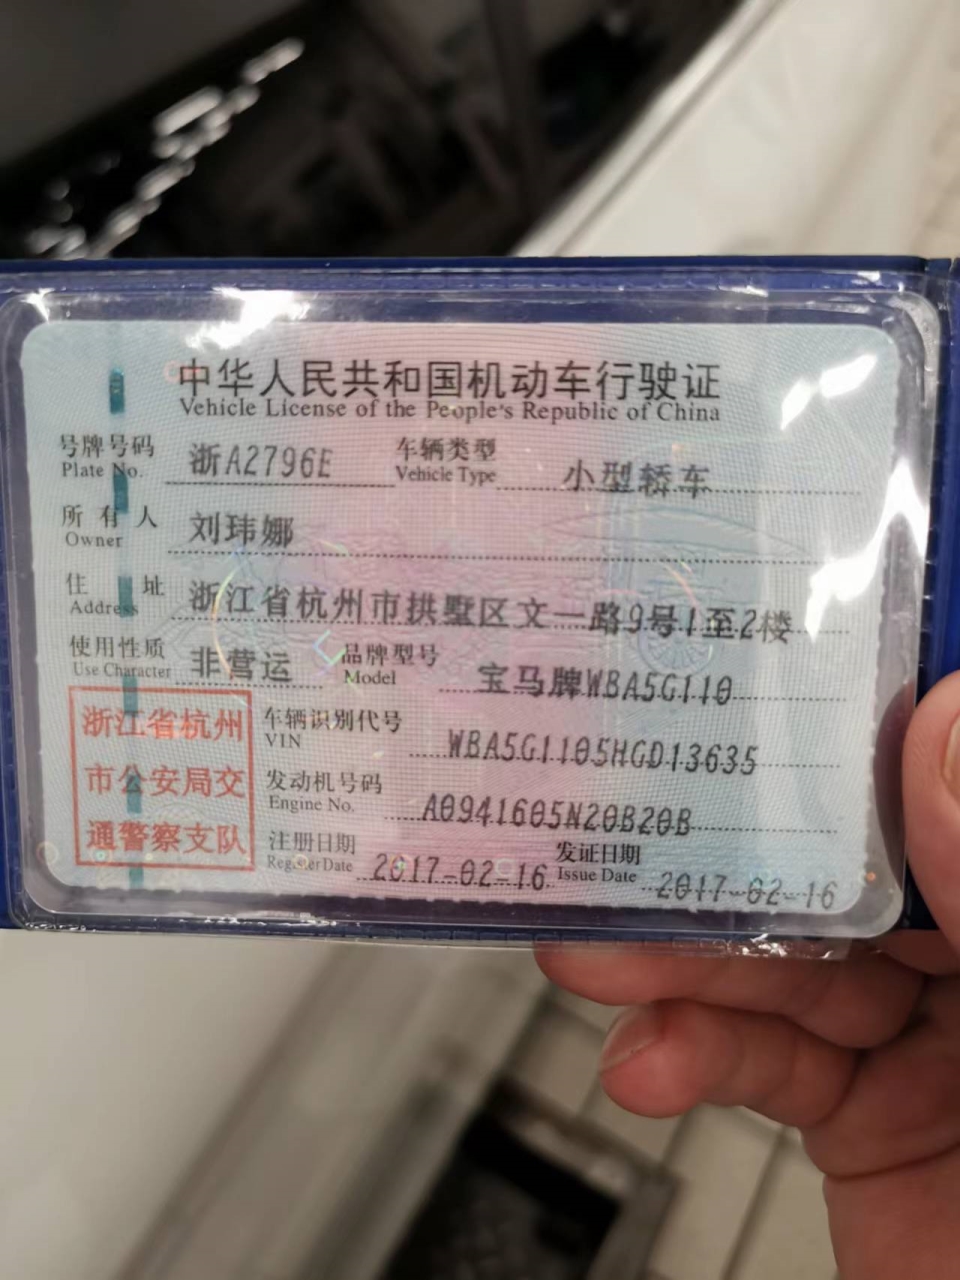 中华人民共和国机动车行驶证
Vehicle License of the People's Republic of China
号牌号码 浙A2796E 车辆类型 小型轿车
Plate No. Vehicle Type
所有人 刘玮娜
Owner
住址 浙江省杭州市拱墅区文一路9号1至2楼
Address
使用性质 非营运 品牌型号 宝马牌WBA5G110
Use Character Model
浙江省杭州
市公安局交
通警察支队
车辆识别代号 WBA5G1105HGD13635
VIN
发动机号码 A0941605N20B20B
Engine No.
注册日期 2017-02-16 发证日期 2017-02-16
Register Date Issue Date